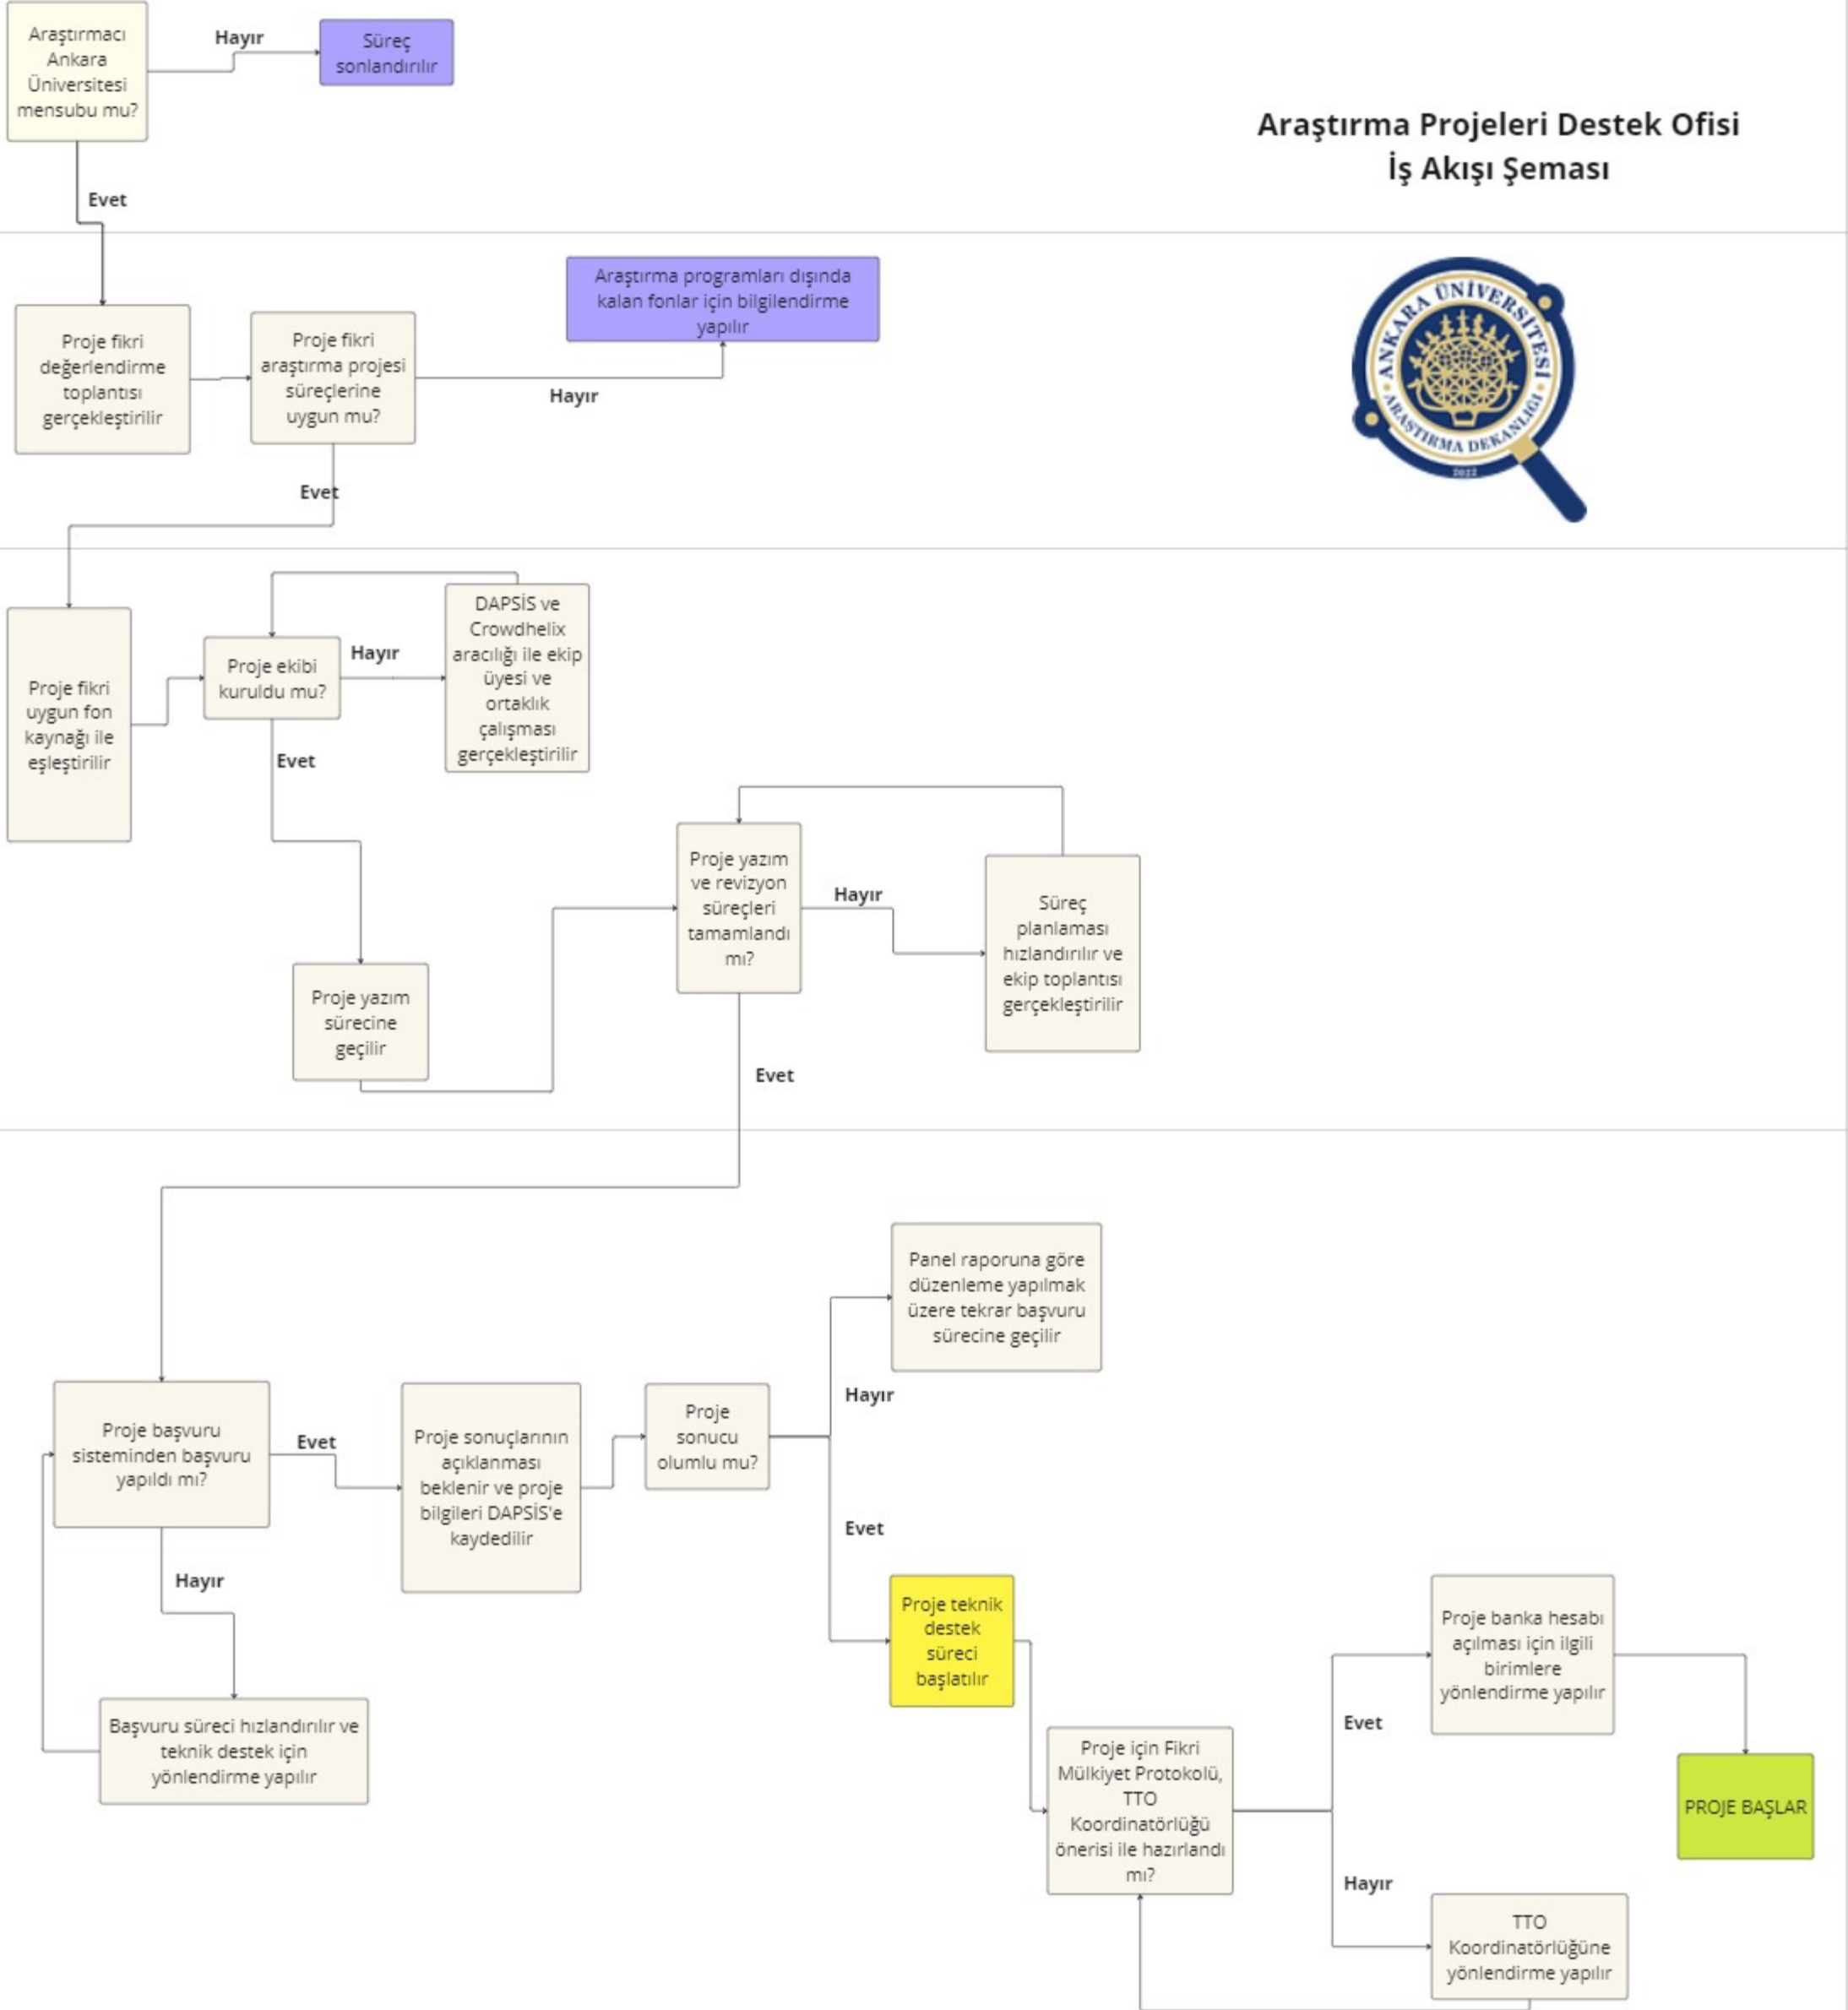 Araştırmacı
Ankara
Üniversitesi
mensubu mu?
Hayır
Süreç
sonlandırılır
Araştırma Projeleri Destek Ofisi
İş Akışı Şeması
Evet
Proje fikri
değerlendirme
toplantısı
gerçekleştirilir
Proje fikri
araştırma projesi
süreçlerine
uygun mu?
Hayır
Araştırma programları dışında
kalan fonlar için bilgilendirme
yapılır
ANKARA ÜNİVERSİTESİ
ARAŞTIRMA DEKANLIĞI
2022
Evet
Proje fikri
uygun fon
kaynağı ile
eşleştirilir
Proje ekibi
kuruldu mu?
Hayır
DAPSİS ve
Crowdhelix
aracılığı ile ekip
üyesi ve
ortaklık
çalışması
gerçekleştirilir
Evet
Proje yazım
sürecine
geçilir
Proje yazım
ve revizyon
süreçleri
tamamlandı
mı?
Hayır
Süreç
planlaması
hızlandırılır ve
ekip toplantısı
gerçekleştirilir
Evet
Proje başvuru
sisteminden başvuru
yapıldı mı?
Evet
Proje sonuçlarının
açıklanması
beklenir ve proje
bilgileri DAPSİS'e
kaydedilir
Proje
sonucu
olumlu mu?
Hayır
Panel raporuna göre
düzenleme yapılmak
üzere tekrar başvuru
sürecine geçilir
Hayır
Başvuru süreci hızlandırılır ve
teknik destek için
yönlendirme yapılır
Evet
Proje teknik
destek
süreci
başlatılır
Proje için Fikri
Mülkiyet Protokolü,
TTO
Koordinatörlüğü
önerisi ile hazırlandı
mı?
Evet
Proje banka hesabı
açılması için ilgili
birimlere
yönlendirme yapılır
PROJE BAŞLAR
Hayır
TTO
Koordinatörlüğüne
yönlendirme yapılır